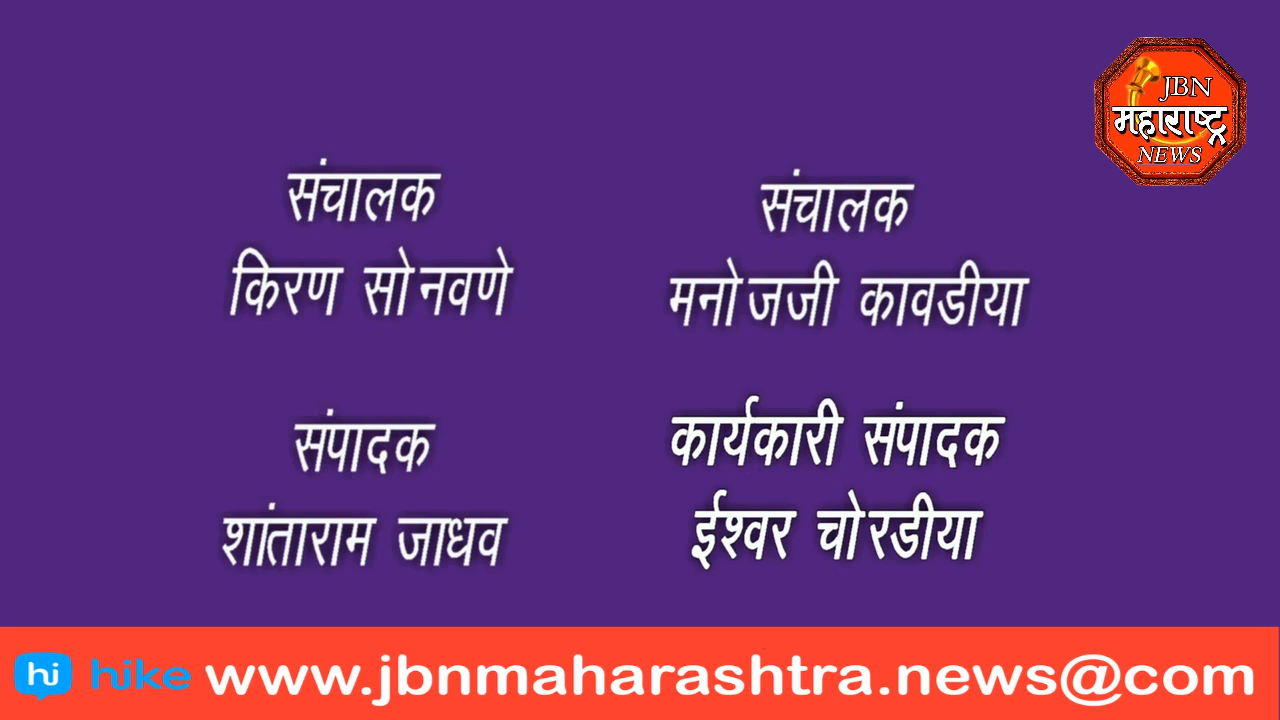 JBN
महाराष्ट्र
NEWS
संचालक
किरण सोनवणे
संचालक
मनोजजी कावडीया
संपादक
शांताराम जाधव
कार्यकारी संपादक
ईश्वर चोरडीया
hi hike www.jbnmaharashtra.news@com